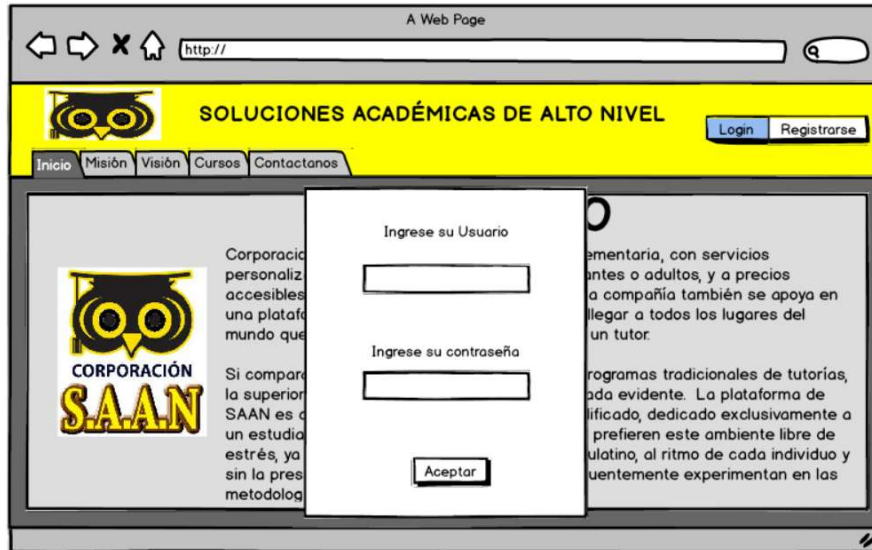 A Web Page
http://
SOLUCIONES ACADÉMICAS DE ALTO NIVEL
Login Registrarse
Inicio Misión Visión Cursos Contactanos
O
Ingrese su Usuario
Ingrese su contraseña
Aceptar
CORPORACIÓN
S.A.A.N
Corporacio
personaliz
accesibles
una platafo
mundo que
Si compara
la superior
SAAN es
un estudia
estrés, ya
sin la pres
metodolog
ementaria, con servicios
antes o adultos, y a precios
a compañía también se apoya en
llegar a todos los lugares del
un tutor.
rogramas tradicionales de tutorías,
ada evidente. La plataforma de
lificado, dedicado exclusivamente a
prefieren este ambiente libre de
ulatino, al ritmo de cada individuo y
uentemente experimentan en las